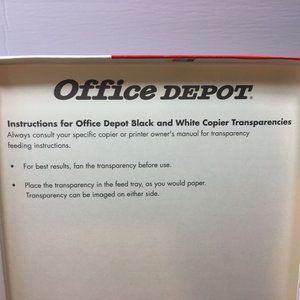 Office DEPOT.
Instructions for Office Depot Black and White Copier Transparencies
Always consult your specific copier or printer owner's manual for transparency
feeding instructions.
• For best results, fan the transparency before use.
• Place the transparency in the feed tray, as you would paper.
Transparency can be imaged on either side.